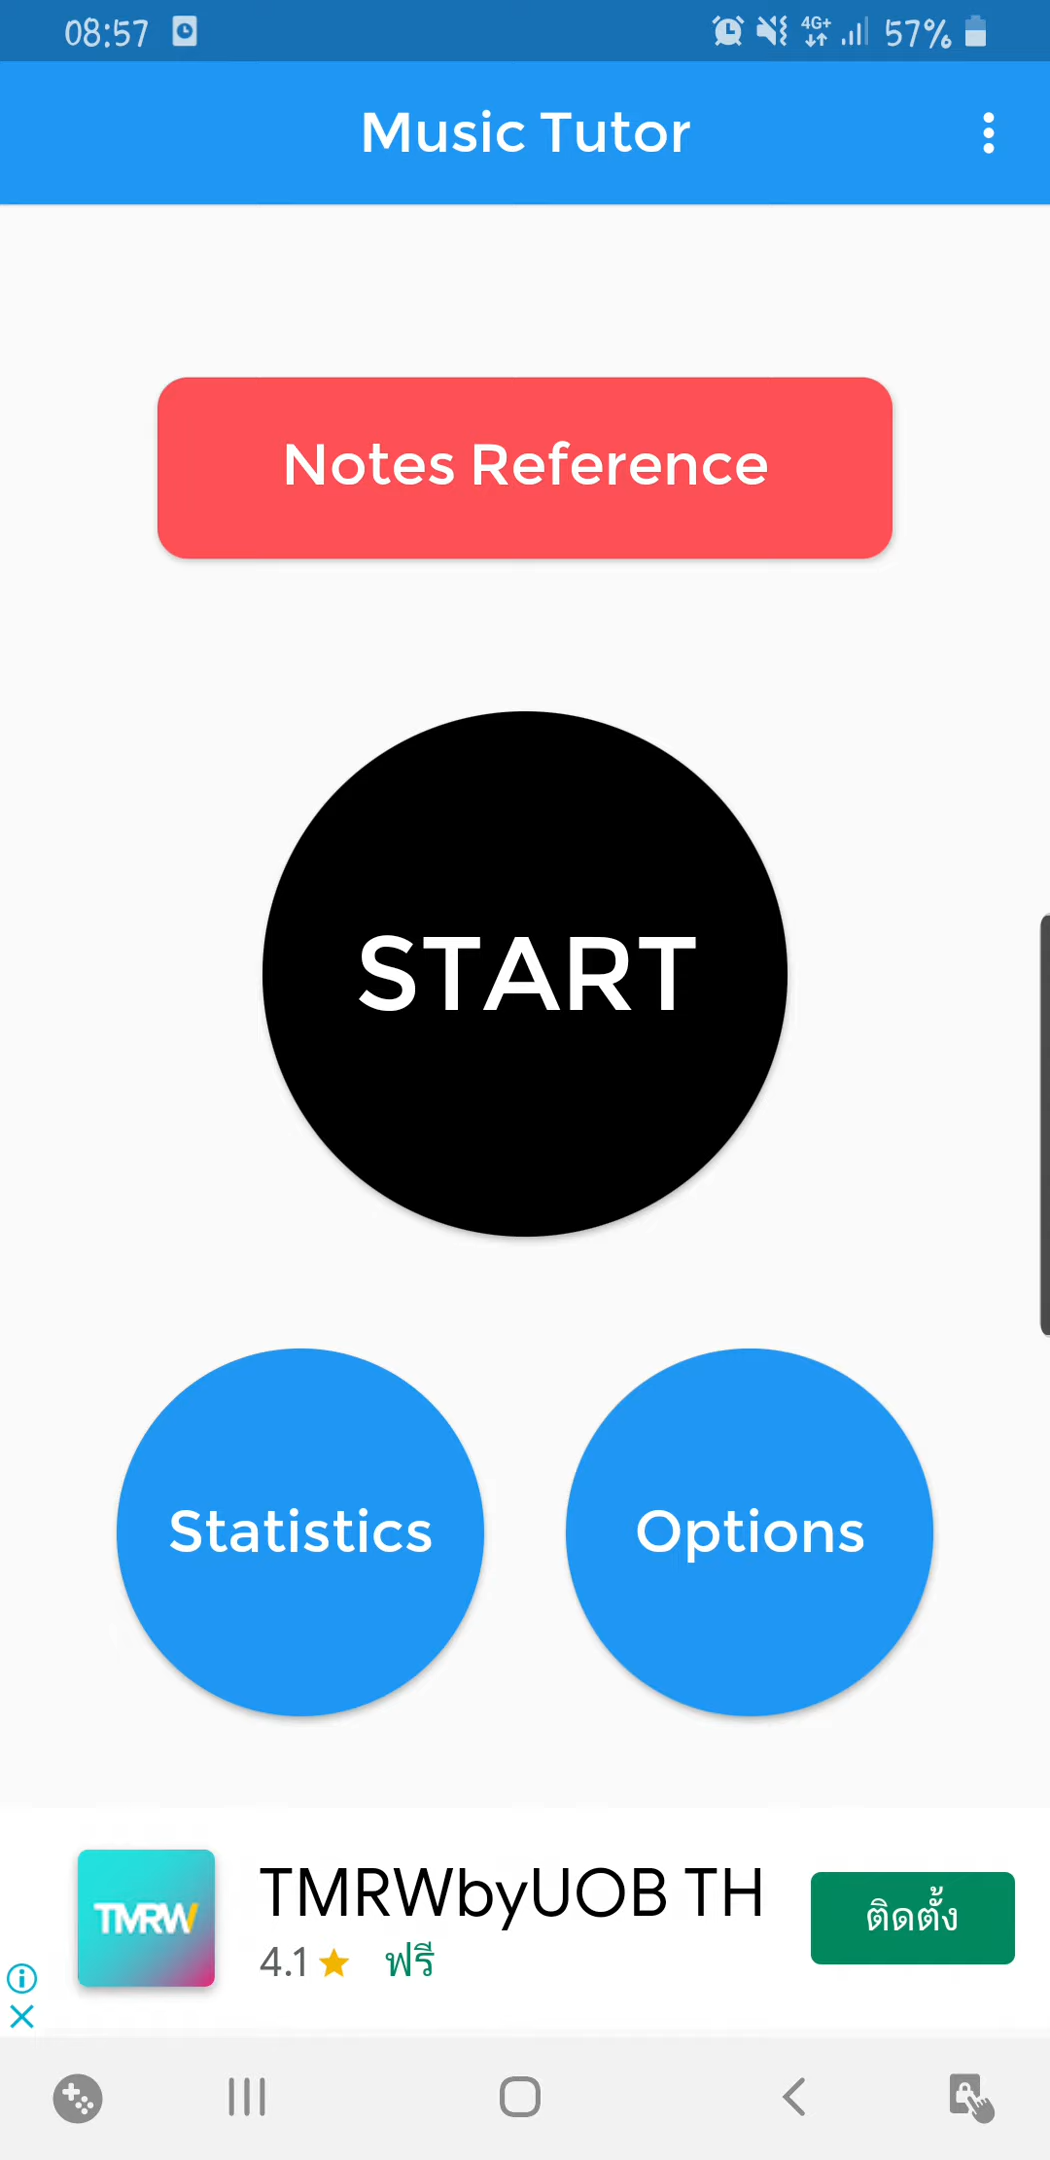 08:57
4G+ 57%
Music Tutor
Notes Reference
START
Statistics
Options
TMRW
TMRWbyUOB TH
4.1 ★ ฟรี
ติดตั้ง